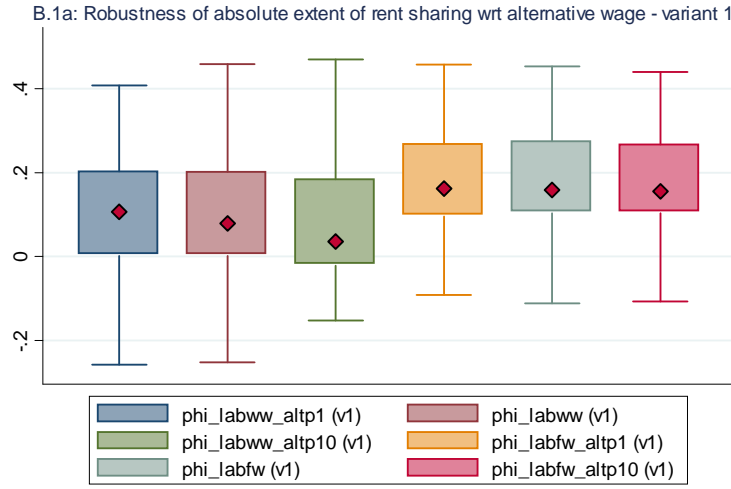 B.1a: Robustness of absolute extent of rent sharing wrt alternative wage - variant 1
.4
.2
0
-.2
phi_labww_altp1 (v1) phi_labww (v1)
phi_labww_altp10 (v1) phi_labfw_altp1 (v1)
phi_labfw (v1) phi_labfw_altp10 (v1)